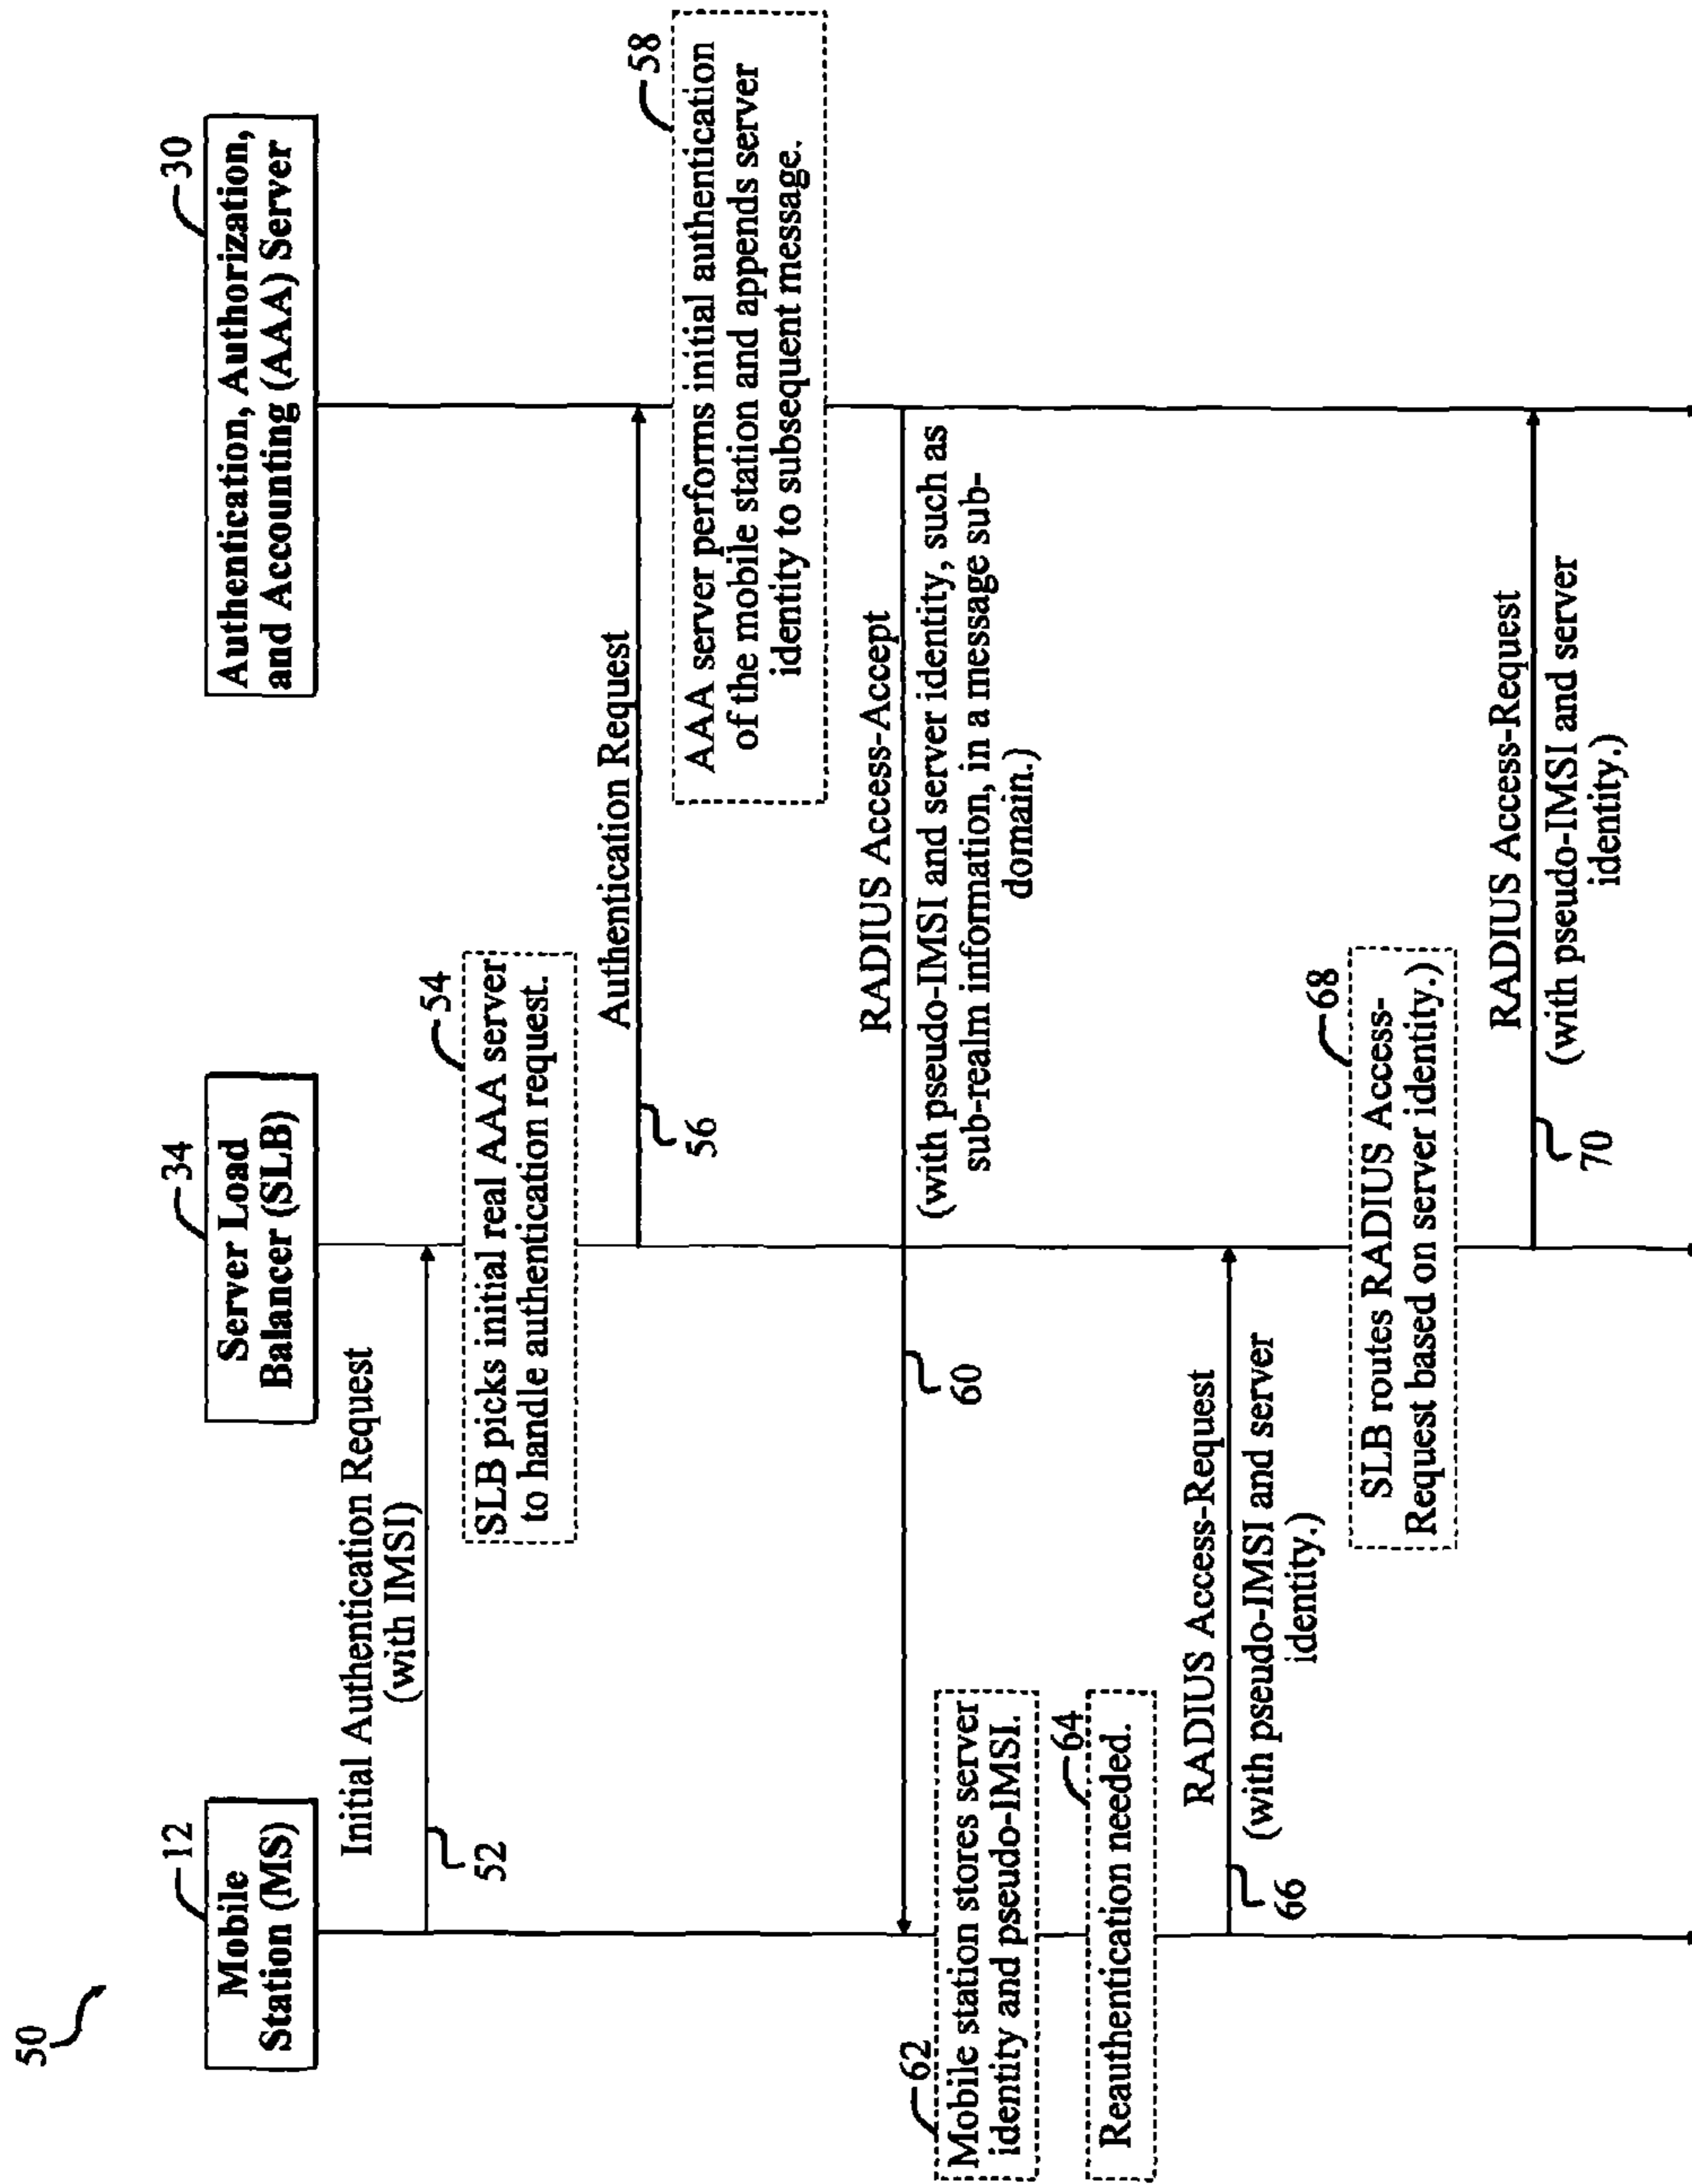 50
12
Mobile
Station (MS)
34
Server Load
Balancer (SLB)
30
Authentication, Authorization,
and Accounting (AAA) Server
Initial Authentication Request
(with IMSI)
52
54
SLB picks initial real AAA server
to handle authentication request.
Authentication Request
56
58
AAA server performs initial authentication
of the mobile station and appends server
identity to subsequent message.
RADIUS Access-Accept
(with pseudo-IMSI and server identity, such as
sub-realm information, in a message sub-
domain.)
60
62
Mobile station stores server
identity and pseudo-IMSI.
64
Reauthentication needed.
RADIUS Access-Request
(with pseudo-IMSI and server
identity.)
66
68
SLB routes RADIUS Access-
Request based on server identity.)
RADIUS Access-Request
(with pseudo-IMSI and server
identity.)
70